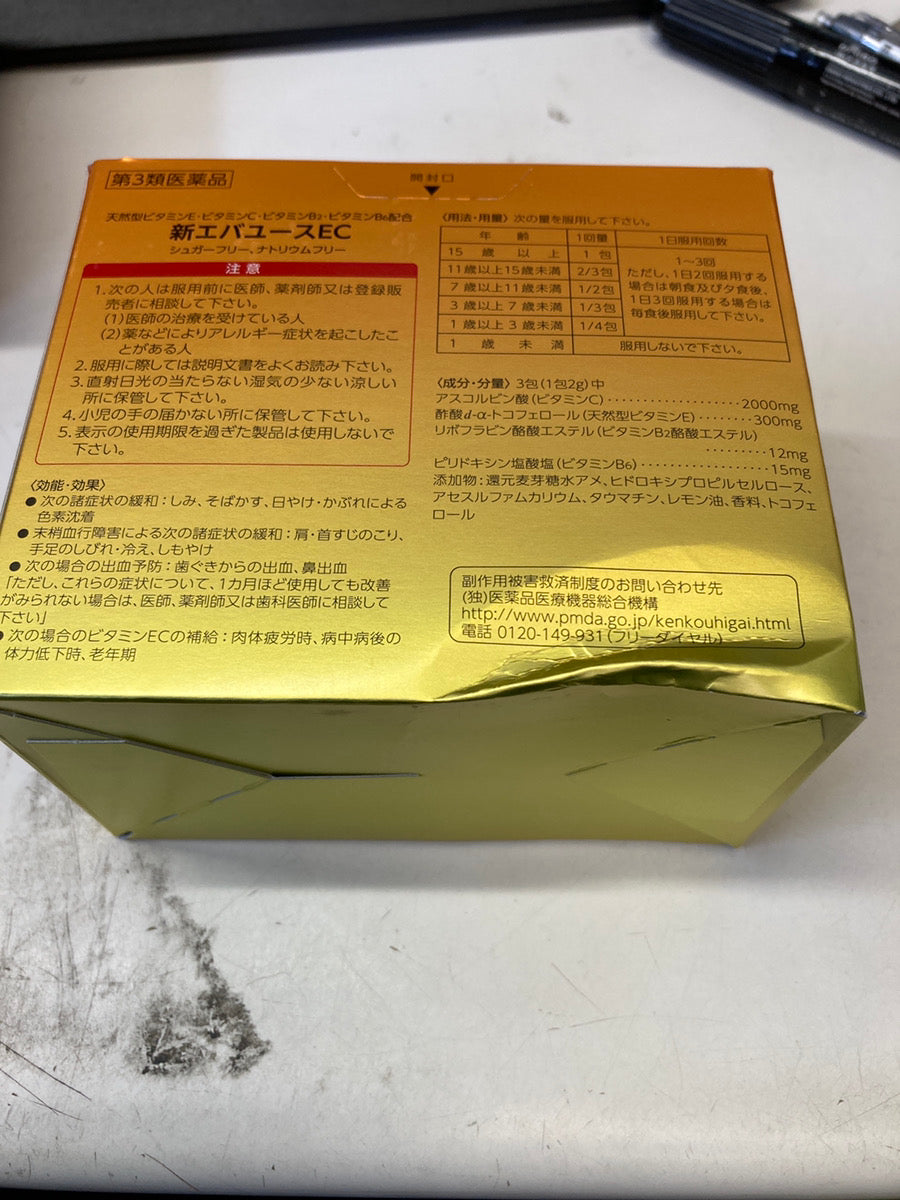 第3類医薬品
開封口
天然型ビタミンE・ビタミンC・ビタミンB2・ビタミンB6配合
新エバユースEC
シュガーフリー、ナトリウムフリー
注意
1.次の人は服用前に医師、薬剤師又は登録販
売者に相談して下さい。
(1)医師の治療を受けている人
(2)薬などによりアレルギー症状を起こしたこ
とがある人
2.服用に際しては説明文書をよくお読み下さい。
3.直射日光の当たらない湿気の少ない涼しい
所に保管して下さい。
4.小児の手の届かない所に保管して下さい。
5.表示の使用期限を過ぎた製品は使用しないで
下さい。
〈効能・効果〉
●次の諸症状の緩和：しみ、そばかす、日やけ・かぶれによる
色素沈着
●末梢血行障害による次の諸症状の緩和：肩・首すじのこり、
手足のしびれ・冷え、しもやけ
●次の場合の出血予防：歯ぐきからの出血、鼻出血
「ただし、これらの症状について、1カ月ほど使用しても改善
がみられない場合は、医師、薬剤師又は歯科医師に相談して
下さい」
●次の場合のビタミンECの補給：肉体疲労時、病中病後の
体力低下時、老年期
〈用法・用量〉次の量を服用して下さい。
年齢 1回量 1日服用回数
15歳以上 1包 1〜3回
11歳以上15歳未満 2/3包 ただし、1日2回服用する
7歳以上11歳未満 1/2包 場合は朝食及び夕食後、
3歳以上7歳未満 1/3包 1日3回服用する場合は
1歳以上3歳未満 1/4包 毎食後服用して下さい。
1歳未満 服用しないで下さい。
〈成分・分量〉3包(1包2g)中
アスコルビン酸(ビタミンC)・・・・・・・・・・・・・・・・・2000mg
酢酸d-α-トコフェロール(天然型ビタミンE)・・・・・・・・300mg
リボフラビン酪酸エステル(ビタミンB2酪酸エステル)
・・・・・・・・・12mg
ピリドキシン塩酸塩(ビタミンB6)・・・・・・・・・・・・・・・・15mg
添加物：還元麦芽糖水アメ、ヒドロキシプロピルセルロース、
アセスルファムカリウム、タウマチン、レモン油、香料、トコフェ
ロール
副作用被害救済制度のお問い合わせ先
(独)医薬品医療機器総合機構
http://www.pmda.go.jp/kenkouhigai.html
電話 0120-149-931(フリーダイヤル)